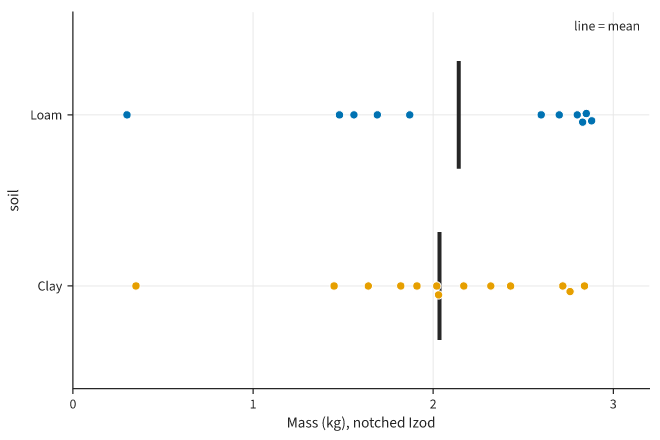 line = mean
Loam
Clay
soil
0
1
2
3
Mass (kg), notched Izod